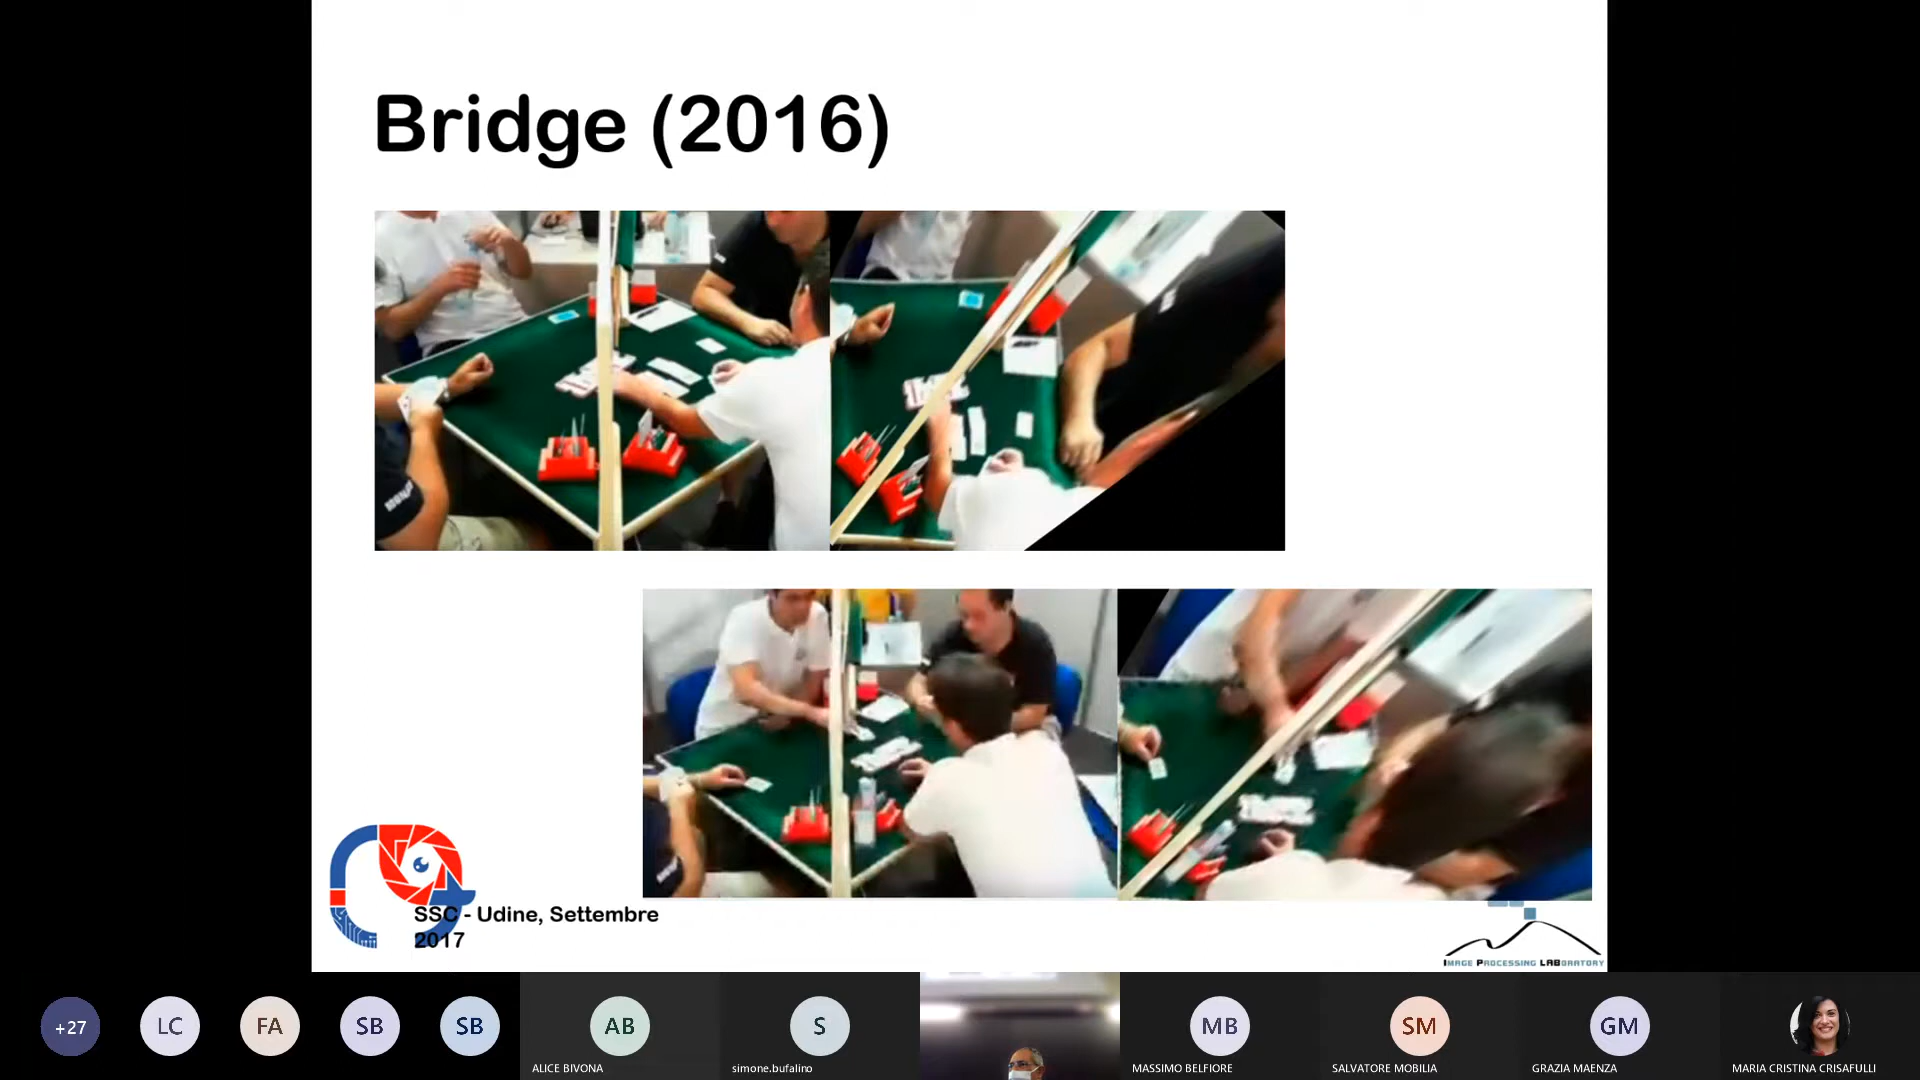 Bridge (2016)
SSC - Udine, Settembre
2017
IMAGE PROCESSING LABORATORY
+27
LC
FA
SB
SB
AB
S
MB
SM
GM
ALICE BIVONA
simone.bufalino
MASSIMO BELFIORE
SALVATORE MOBILIA
GRAZIA MAENZA
MARIA CRISTINA CRISAFULLI